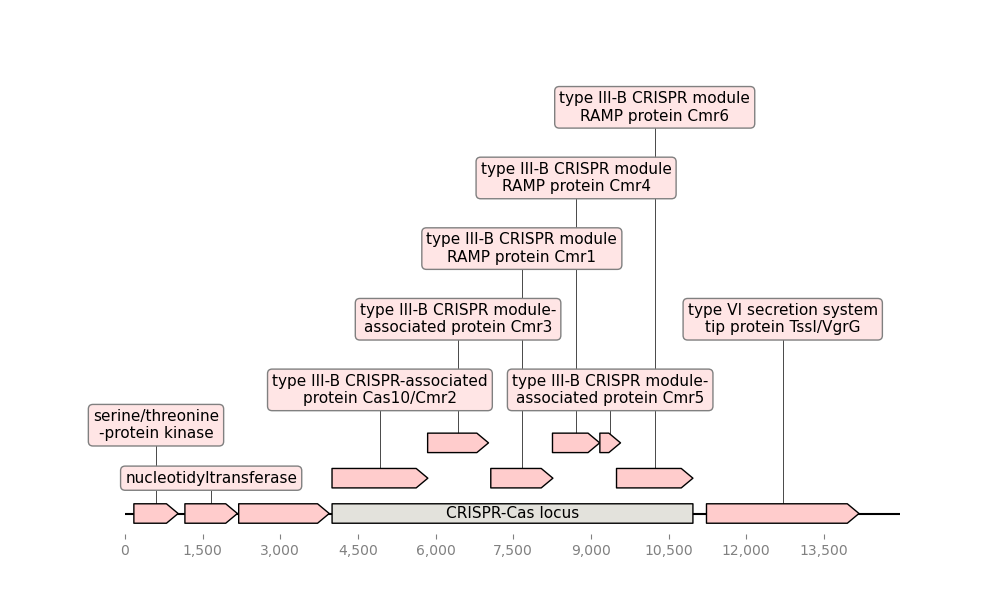 type III-B CRISPR module
RAMP protein Cmr6
type III-B CRISPR module
RAMP protein Cmr4
type III-B CRISPR module
RAMP protein Cmr1
type III-B CRISPR module-
associated protein Cmr3
type VI secretion system
tip protein TssI/VgrG
type III-B CRISPR-associated
protein Cas10/Cmr2
type III-B CRISPR module-
associated protein Cmr5
serine/threonine
-protein kinase
nucleotidyltransferase
CRISPR-Cas locus
0 1,500 3,000 4,500 6,000 7,500 9,000 10,500 12,000 13,500